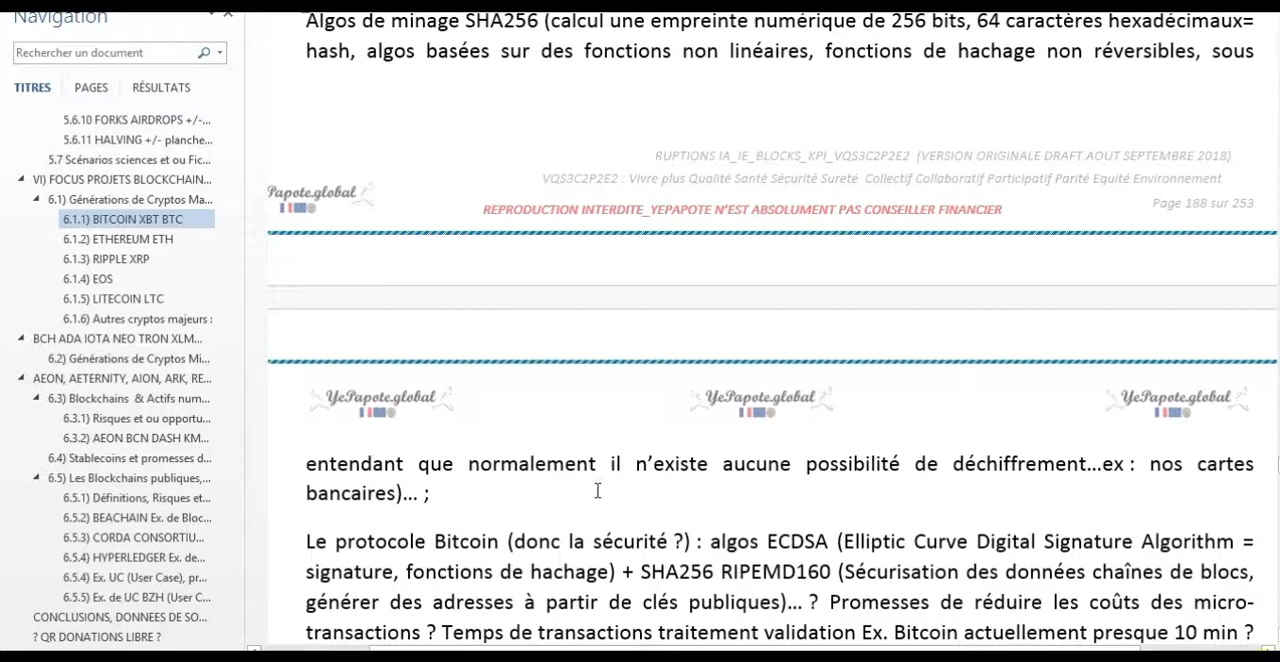 Navigation
Rechercher un document
TITRES PAGES RÉSULTATS
5.6.10 FORKS AIRDROPS +/-...
5.6.11 HALVING +/- planche...
5.7 Scénarios sciences et ou Fic...
VI) FOCUS PROJETS BLOCKCHAIN...
6.1) Générations de Cryptos Ma...
6.1.1) BITCOIN XBT BTC
6.1.2) ETHEREUM ETH
6.1.3) RIPPLE XRP
6.1.4) EOS
6.1.5) LITECOIN LTC
6.1.6) Autres cryptos majeurs :
BCH ADA IOTA NEO TRON XLM...
6.2) Générations de Cryptos Mi...
AEON, AETERNITY, AION, ARK, RE...
6.3) Blockchains & Actifs num...
6.3.1) Risques et ou opportu...
6.3.2) AEON BCN DASH KM...
6.4) Stablecoins et promesses d...
6.5) Les Blockchains publiques,...
6.5.1) Définitions, Risques et...
6.5.2) BEACHAIN Ex. de Bloc...
6.5.3) CORDA CONSORTIU...
6.5.4) HYPERLEDGER Ex. de...
6.5.4) Ex. UC (User Case), pr...
6.5.5) Ex. de UC BZH (User C...
CONCLUSIONS, DONNEES DE SO...
? QR DONATIONS LIBRE ?
Algos de minage SHA256 (calcul une empreinte numérique de 256 bits, 64 caractères hexadécimaux=
hash, algos basées sur des fonctions non linéaires, fonctions de hachage non réversibles, sous
RUPTIONS IA_IE_BLOCKS_KPI_VQS3C2P2E2 (VERSION ORIGINALE DRAFT AOUT SEPTEMBRE 2018)
VQS3C2P2E2 : Vivre plus Qualité Santé Sécurité Sureté Collectif Collaboratif Participatif Parité Equité Environnement
Papote.global
REPRODUCTION INTERDITE_YEPAPOTE N'EST ABSOLUMENT PAS CONSEILLER FINANCIER
Page 188 sur 253
YePapote.global YePapote.global YePapote.global
entendant que normalement il n'existe aucune possibilité de déchiffrement...ex : nos cartes
bancaires)... ;
Le protocole Bitcoin (donc la sécurité ?) : algos ECDSA (Elliptic Curve Digital Signature Algorithm =
signature, fonctions de hachage) + SHA256 RIPEMD160 (Sécurisation des données chaînes de blocs,
générer des adresses à partir de clés publiques)... ? Promesses de réduire les coûts des micro-
transactions ? Temps de transactions traitement validation Ex. Bitcoin actuellement presque 10 min ?